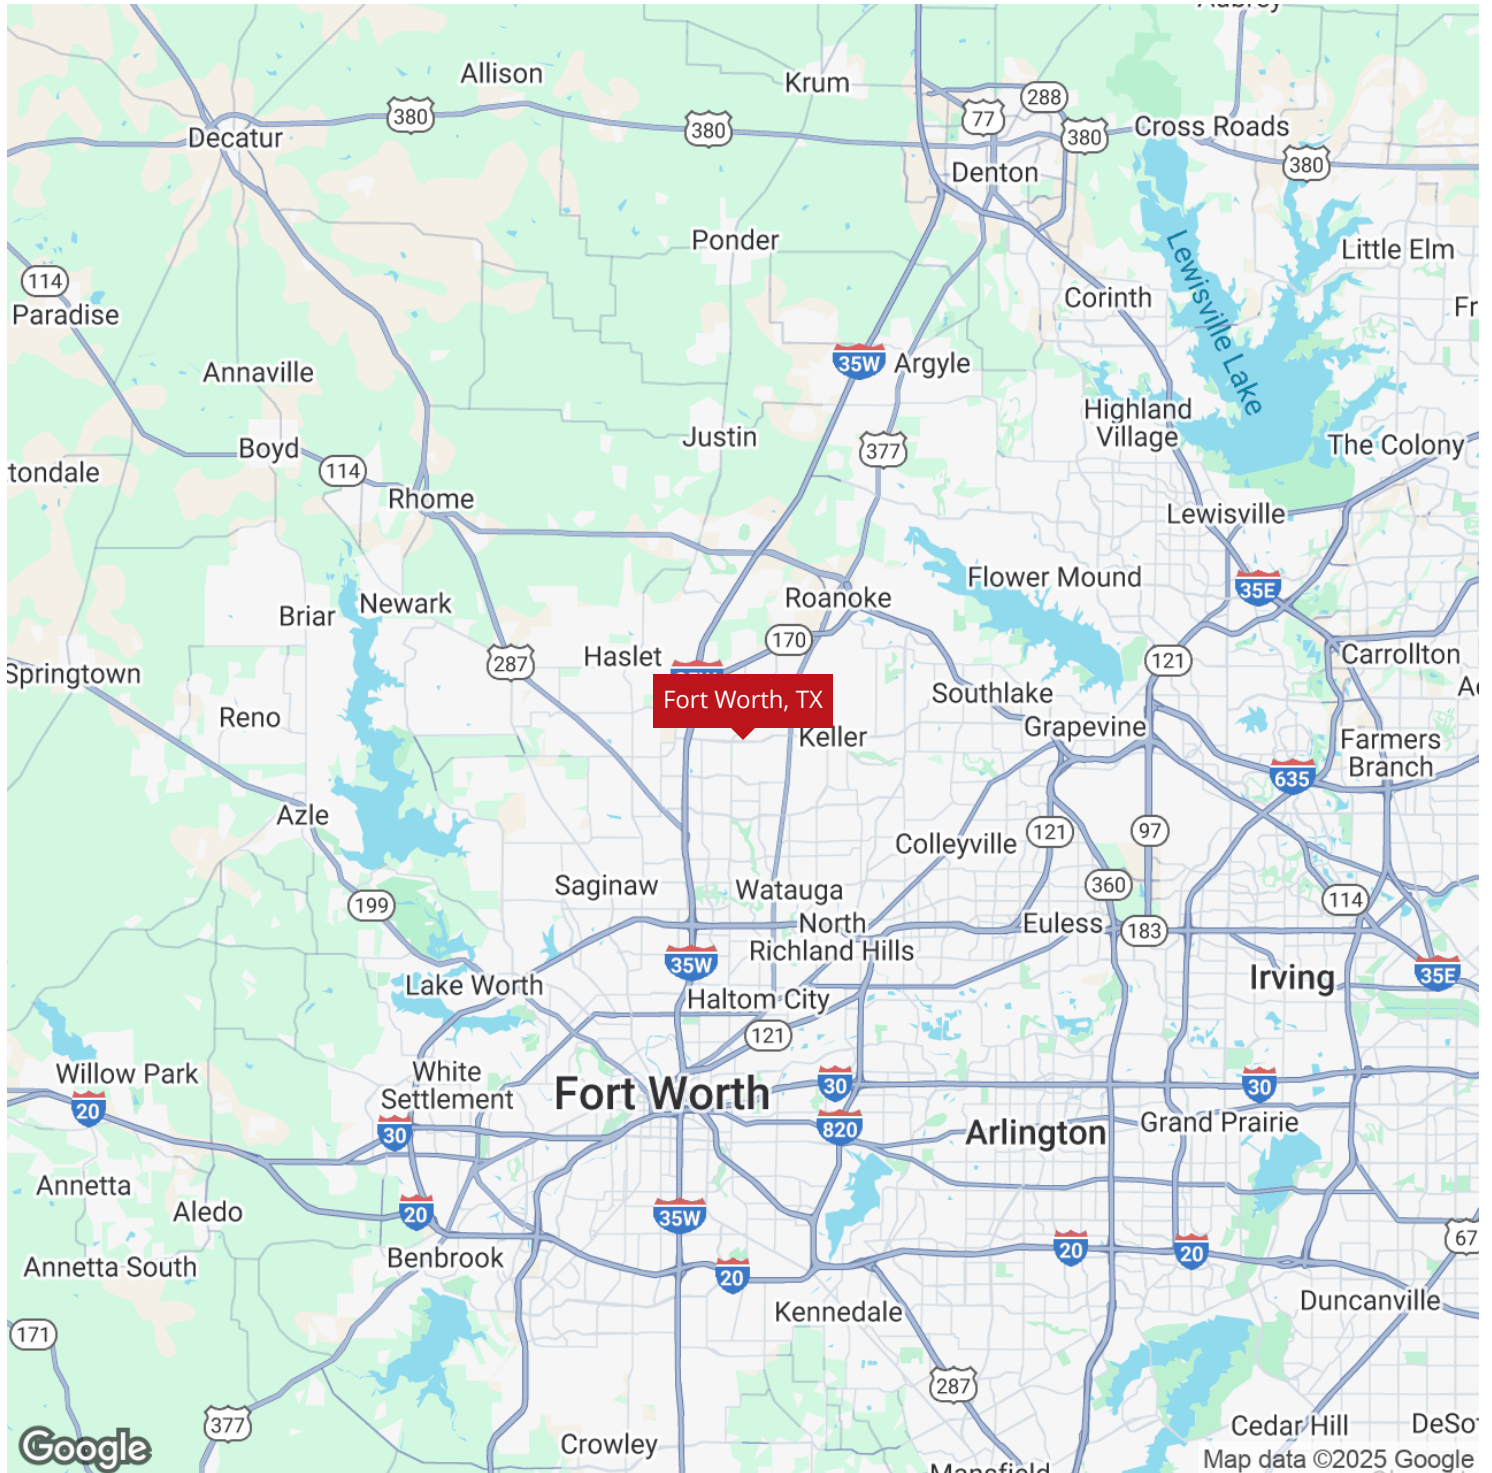 Allison
Krum
288
77
380
380
380
Cross Roads
Decatur
380
Denton
Ponder
Little Elm
114
Corinth
Paradise
Lewisville Lake
35W
Argyle
Annaville
Highland
Village
Justin
The Colony
Boyd
377
114
tondale
Rhome
Lewisville
Flower Mound
35E
Roanoke
Newark
Briar
170
Haslet
287
121
Carrollton
Springtown
Fort Worth, TX
Southlake
Reno
Grapevine
Keller
Farmers
Branch
635
Azle
121
97
Colleyville
Saginaw
Watauga
360
114
199
North
Richland Hills
Euless
183
35W
35E
Irving
Lake Worth
Haltom City
121
White
Settlement
Willow Park
Fort Worth
30
30
20
30
820
Arlington
Grand Prairie
Annetta
Aledo
20
35W
67
Annetta South
Benbrook
20
20
20
Duncanville
Kennedale
171
287
377
Cedar Hill
DeSo
Crowley
Google
Map data ©2025 Google